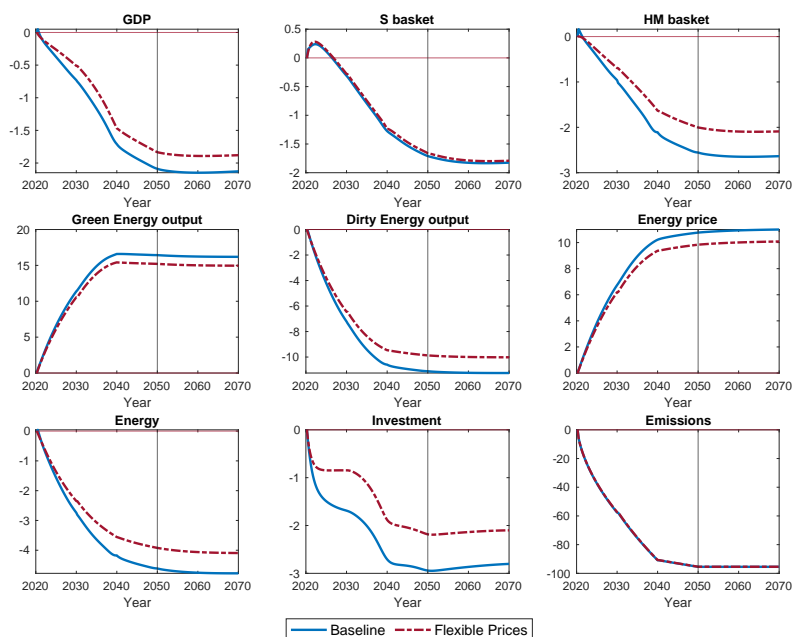 GDP
S basket
HM basket
0
-0.5
-1
-1.5
-2
2020 2030 2040 2050 2060 2070
Year
0.5
0
-0.5
-1
-1.5
-2
2020 2030 2040 2050 2060 2070
Year
0
-1
-2
-3
2020 2030 2040 2050 2060 2070
Year
Green Energy output
Dirty Energy output
Energy price
20
15
10
5
0
2020 2030 2040 2050 2060 2070
Year
0
-2
-4
-6
-8
-10
2020 2030 2040 2050 2060 2070
Year
10
8
6
4
2
0
2020 2030 2040 2050 2060 2070
Year
Energy
Investment
Emissions
0
-1
-2
-3
-4
2020 2030 2040 2050 2060 2070
Year
0
-1
-2
-3
2020 2030 2040 2050 2060 2070
Year
0
-20
-40
-60
-80
-100
2020 2030 2040 2050 2060 2070
Year
Baseline Flexible Prices